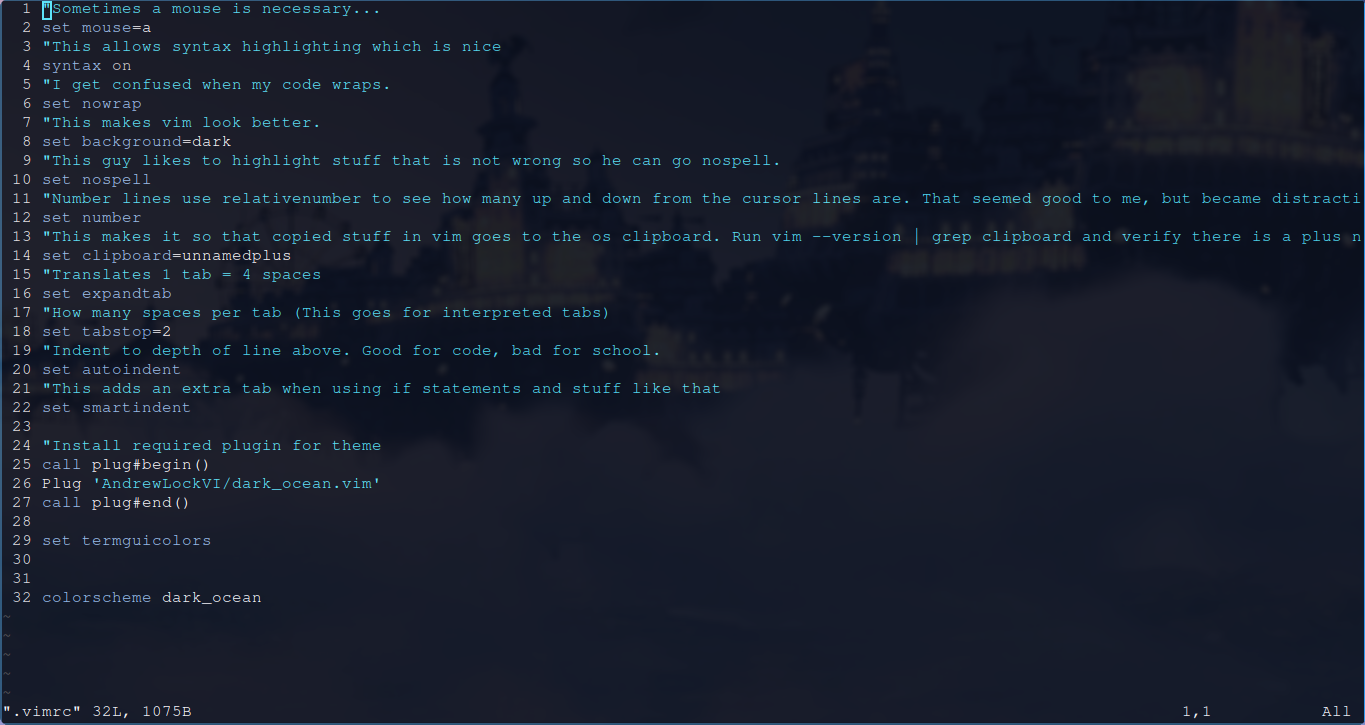 1 "Sometimes a mouse is necessary...
2 set mouse=a
3 "This allows syntax highlighting which is nice
4 syntax on
5 "I get confused when my code wraps.
6 set nowrap
7 "This makes vim look better.
8 set background=dark
9 "This guy likes to highlight stuff that is not wrong so he can go nospell.
10 set nospell
11 "Number lines use relativenumber to see how many up and down from the cursor lines are. That seemed good to me, but became distracti
12 set number
13 "This makes it so that copied stuff in vim goes to the os clipboard. Run vim --version | grep clipboard and verify there is a plus n
14 set clipboard=unnamedplus
15 "Translates 1 tab = 4 spaces
16 set expandtab
17 "How many spaces per tab (This goes for interpreted tabs)
18 set tabstop=2
19 "Indent to depth of line above. Good for code, bad for school.
20 set autoindent
21 "This adds an extra tab when using if statements and stuff like that
22 set smartindent
23
24 "Install required plugin for theme
25 call plug#begin()
26 Plug 'AndrewLockVI/dark_ocean.vim'
27 call plug#end()
28
29 set termguicolors
30
31
32 colorscheme dark_ocean
~
~
~
~
~
".vimrc" 32L, 1075B 1,1 All